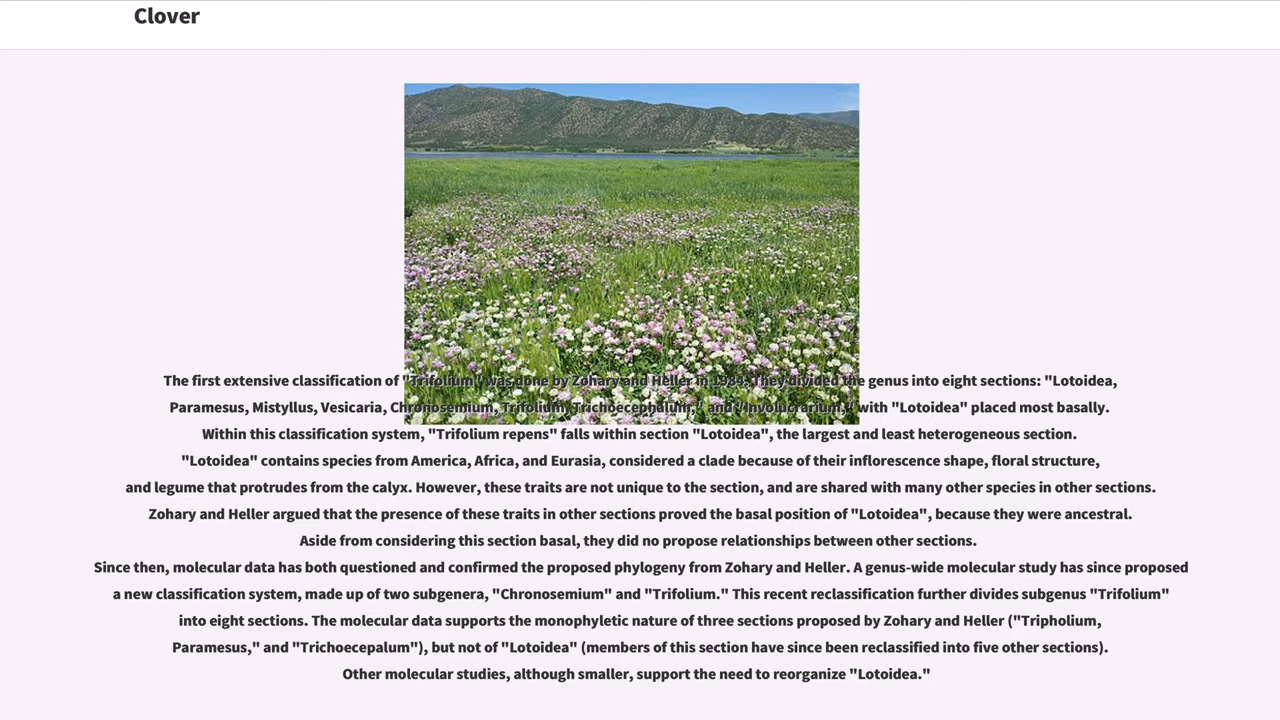 Clover
The first extensive classification of "Trifolium" was done by Zohary and Heller in 1984. They divided the genus into eight sections: "Lotoidea,
Paramesus, Mistyllus, Vesicaria, Chronosemium, Trifolium, Trichoecephalum," and "Involucrarium," with "Lotoidea" placed most basally.
Within this classification system, "Trifolium repens" falls within section "Lotoidea", the largest and least heterogeneous section.
"Lotoidea" contains species from America, Africa, and Eurasia, considered a clade because of their inflorescence shape, floral structure,
and legume that protrudes from the calyx. However, these traits are not unique to the section, and are shared with many other species in other sections.
Zohary and Heller argued that the presence of these traits in other sections proved the basal position of "Lotoidea", because they were ancestral.
Aside from considering this section basal, they did no propose relationships between other sections.
Since then, molecular data has both questioned and confirmed the proposed phylogeny from Zohary and Heller. A genus-wide molecular study has since proposed
a new classification system, made up of two subgenera, "Chronosemium" and "Trifolium." This recent reclassification further divides subgenus "Trifolium"
into eight sections. The molecular data supports the monophyletic nature of three sections proposed by Zohary and Heller ("Tripholium,
Paramesus," and "Trichoecepalum"), but not of "Lotoidea" (members of this section have since been reclassified into five other sections).
Other molecular studies, although smaller, support the need to reorganize "Lotoidea."